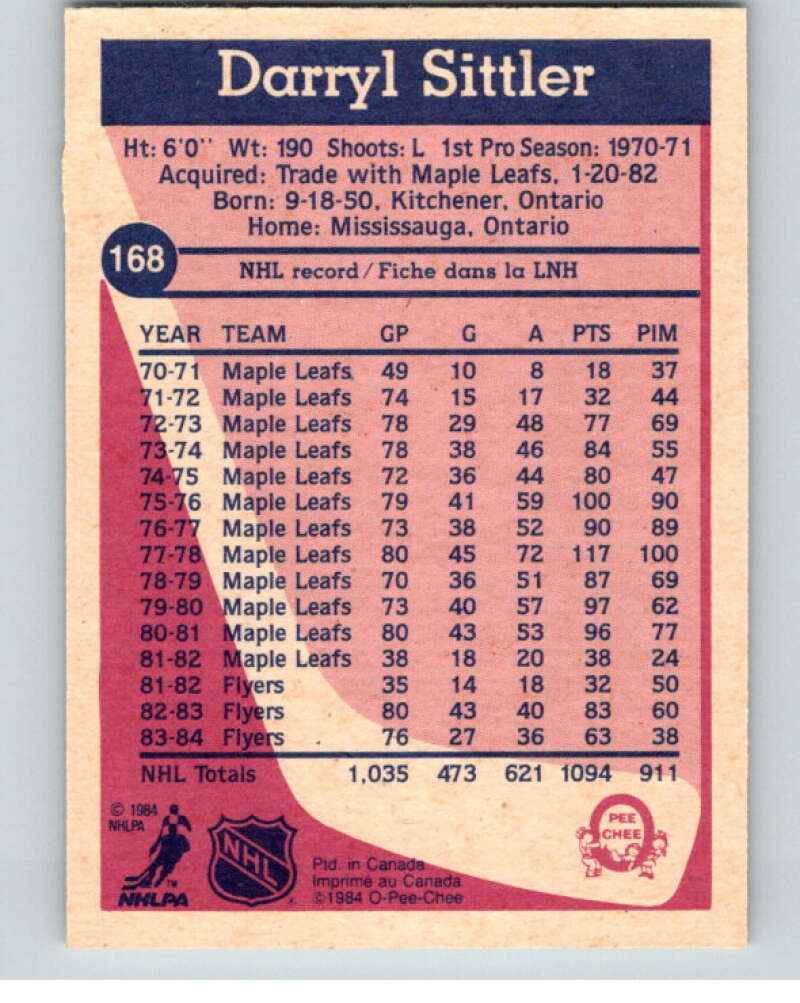 Darryl Sittler
Ht: 6'0'' Wt: 190 Shoots: L 1st Pro Season: 1970-71
Acquired: Trade with Maple Leafs, 1-20-82
Born: 9-18-50, Kitchener, Ontario
Home: Mississauga, Ontario
168
NHL record / Fiche dans la LNH
YEAR TEAM GP G A PTS PIM
70-71 Maple Leafs 49 10 8 18 37
71-72 Maple Leafs 74 15 17 32 44
72-73 Maple Leafs 78 29 48 77 69
73-74 Maple Leafs 78 38 46 84 55
74-75 Maple Leafs 72 36 44 80 47
75-76 Maple Leafs 79 41 59 100 90
76-77 Maple Leafs 73 38 52 90 89
77-78 Maple Leafs 80 45 72 117 100
78-79 Maple Leafs 70 36 51 87 69
79-80 Maple Leafs 73 40 57 97 62
80-81 Maple Leafs 80 43 53 96 77
81-82 Maple Leafs 38 18 20 38 24
81-82 Flyers 35 14 18 32 50
82-83 Flyers 80 43 40 83 60
83-84 Flyers 76 27 36 63 38
NHL Totals 1,035 473 621 1094 911
© 1984
NHLPA
TM
NHLPA
NHL
Ptd. in Canada
Imprimé au Canada
©1984 O-Pee-Chee
PEE
CHEE